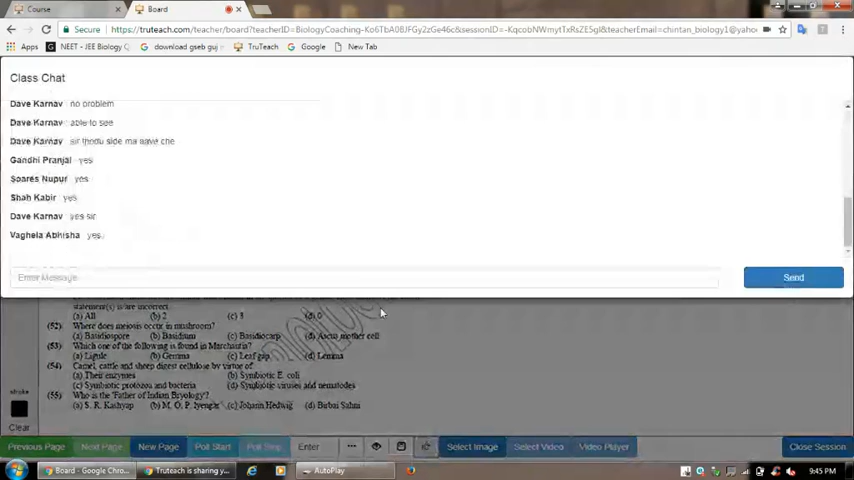 Course
Board
Secure https://truteach.com/teacher/board?teacherID=BiologyCoaching-Ko6TbA08JFGy2zGe46c&sessionID=-KqcobNWmytTxRsZE5gI&teacherEmail=chintan_biology1@yaho
Apps NEET - JEE Biology C download gseb guj TruTeach Google New Tab
Class Chat
Dave Karnav no problem
Dave Karnav able to see
Dave Karnav sir thodu side ma aave che
Gandhi Pranjal yes
Soares Nupur yes
Shah Kabir yes
Dave Karnav yes sir
Vaghela Abhisha yes
Enter Message
Send
statement(s) is are incorrect.
(a) All (b) 2 (c) 3 (d) 0
(52) Where does meiosis occur in mushroom?
(a) Basidiospore (b) Basidium (c) Basidiocarp (d) Ascus mother cell
(53) Which one of the following is found in Marchantia?
(a) Ligule (b) Gemma (c) Leaf gap (d) Lemma
(54) Camel, cattle and sheep digest cellulose by virtue of
(a) Their enzymes (b) Symbiotic E. coli
(c) Symbiotic protozoa and bacteria (d) Symbiotic viruses and nematodes
(55) Who is the 'Father of Indian Bryology'?
(a) S. R. Kashyap (b) M. O. P. Iyengar (c) Johann Hedwig (d) Birbal Sahni
stroke
Clear
Previous Page Next Page New Page Poll Start Poll Stop Enter Select Image Select Video Video Player Close Session
Board - Google Chro... Truteach is sharing y... AutoPlay 9:45 PM